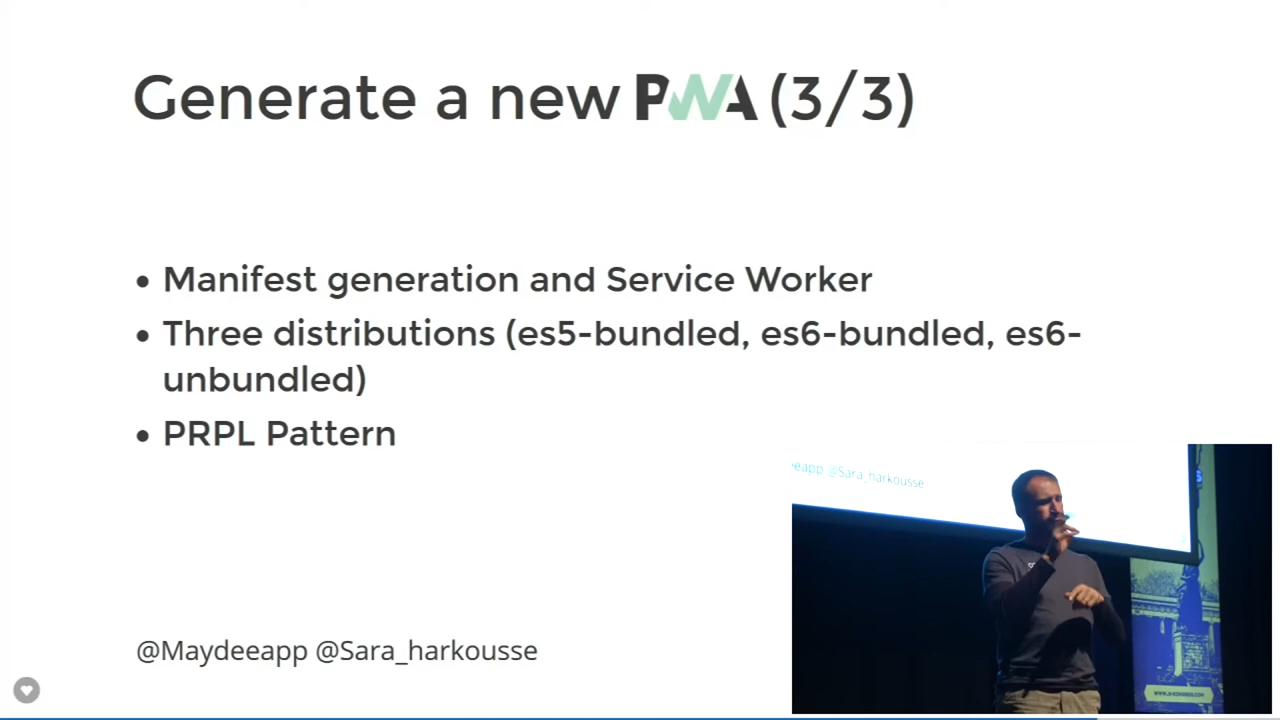 Generate a new PWA (3/3)
• Manifest generation and Service Worker
• Three distributions (es5-bundled, es6-bundled, es6-
unbundled)
• PRPL Pattern
@Maydeeapp @Sara_harkousse
eeapp @Sara_harkousse